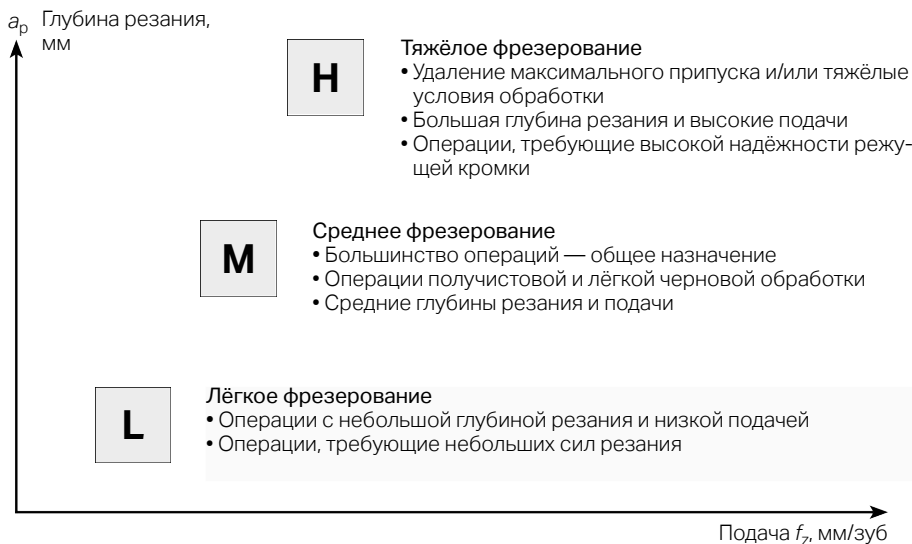 ap Глубина резания,
мм
H
Тяжёлое фрезерование
• Удаление максимального припуска и/или тяжёлые
условия обработки
• Большая глубина резания и высокие подачи
• Операции, требующие высокой надёжности режу-
щей кромки
M
Среднее фрезерование
• Большинство операций — общее назначение
• Операции получистовой и лёгкой черновой обработки
• Средние глубины резания и подачи
L
Лёгкое фрезерование
• Операции с небольшой глубиной резания и низкой подачей
• Операции, требующие небольших сил резания
Подача fz, мм/зуб